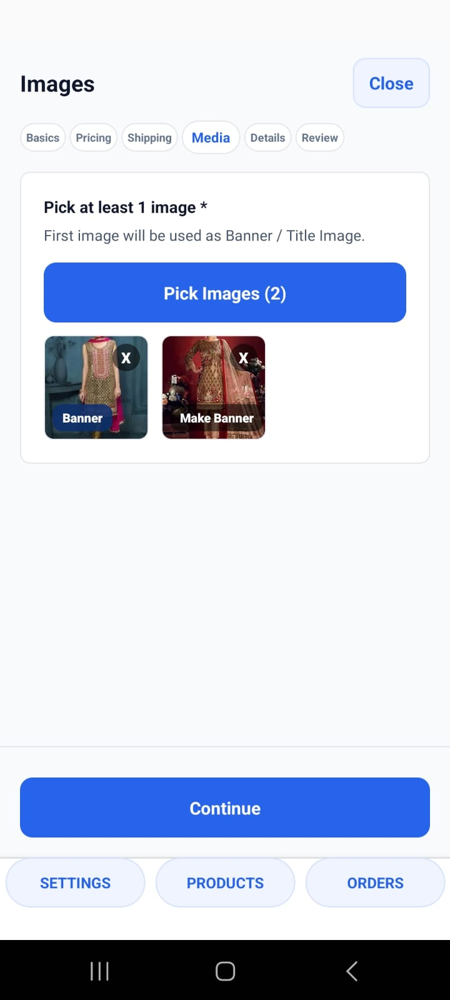 Images
Close
Basics
Pricing
Shipping
Media
Details
Review
Pick at least 1 image *
First image will be used as Banner / Title Image.
Pick Images (2)
X
X
Banner
Make Banner
Continue
SETTINGS
PRODUCTS
ORDERS